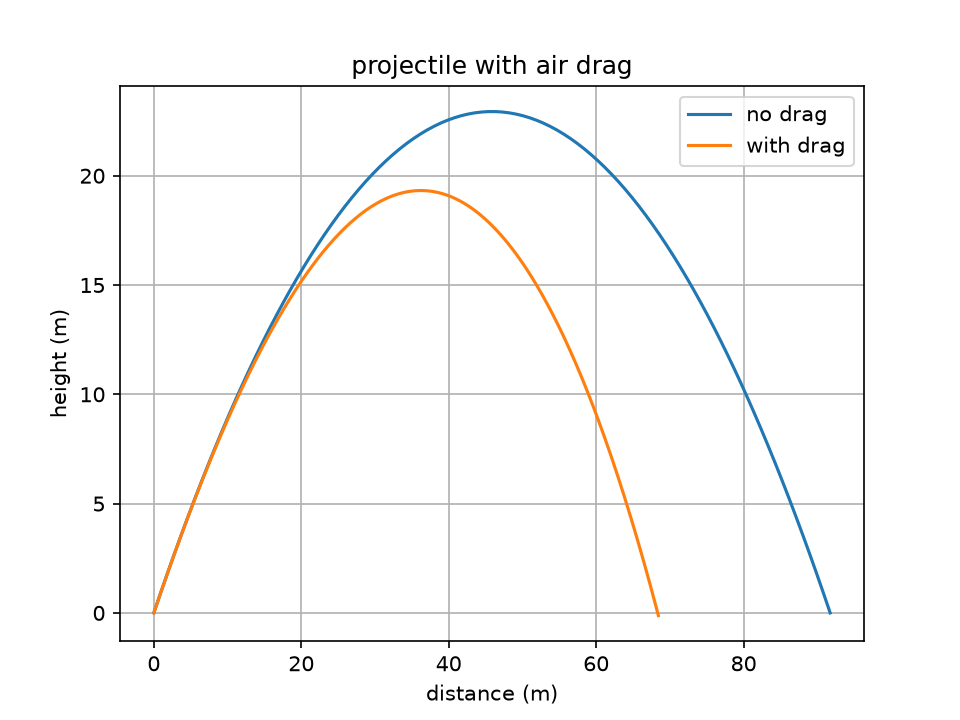 projectile with air drag
no drag
with drag
height (m)
20
15
10
5
0
0 20 40 60 80
distance (m)